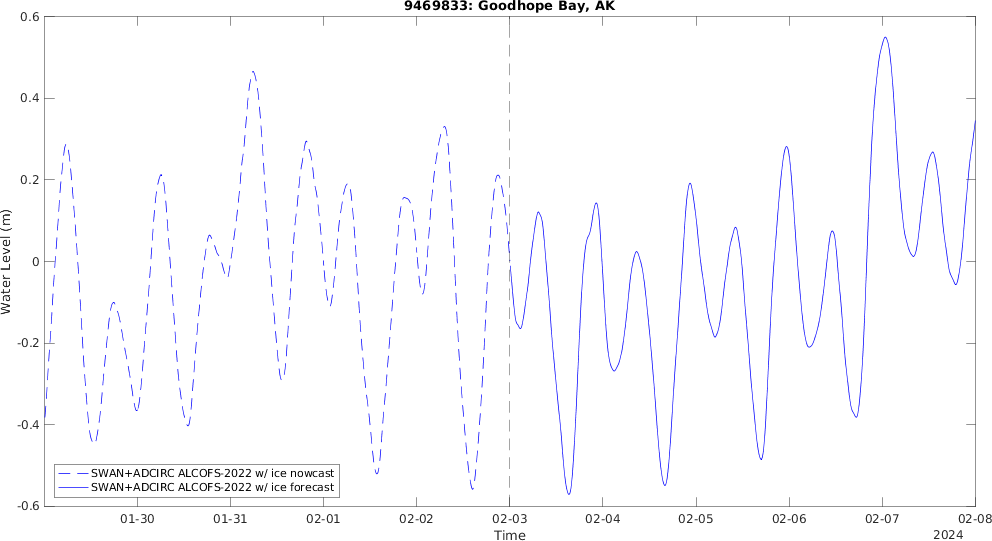 9469833: Goodhope Bay, AK
0.6
0.4
0.2
0
-0.2
-0.4
-0.6
Water Level (m)
SWAN+ADCIRC ALCOFS-2022 w/ ice nowcast
SWAN+ADCIRC ALCOFS-2022 w/ ice forecast
01-30 01-31 02-01 02-02 02-03 02-04 02-05 02-06 02-07 02-08
Time
2024